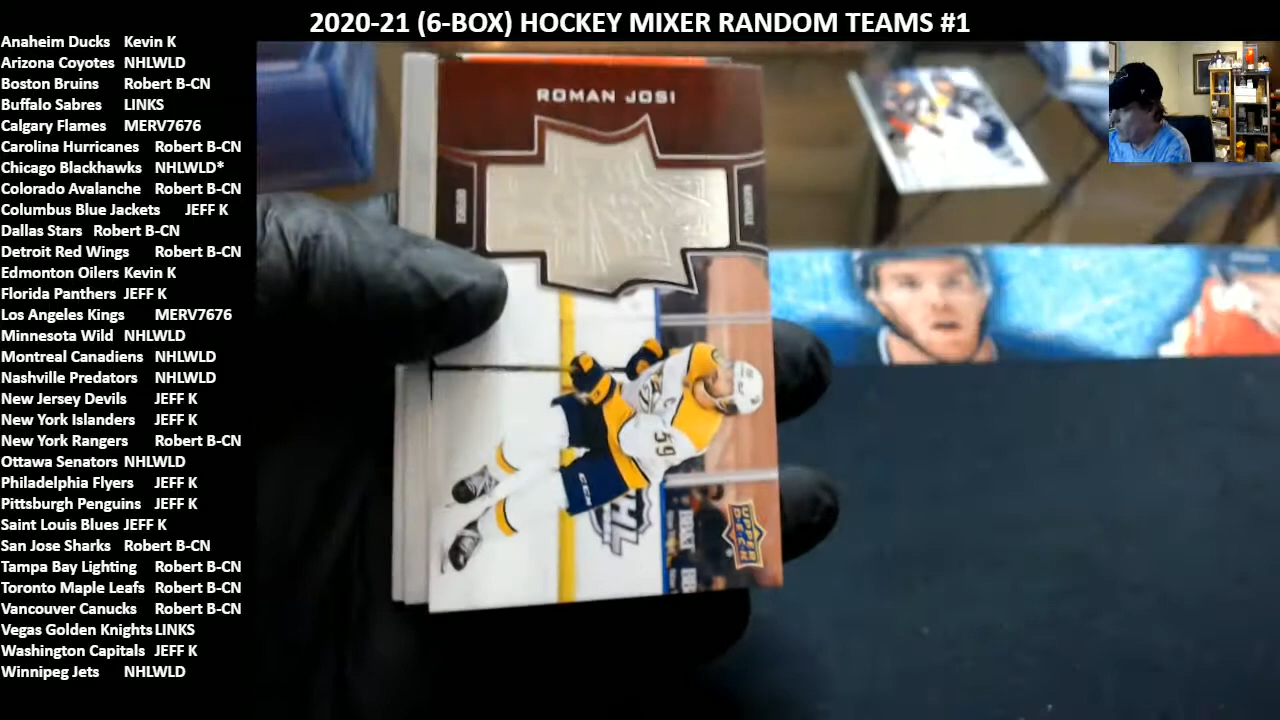 2020-21 (6-BOX) HOCKEY MIXER RANDOM TEAMS #1
Anaheim Ducks Kevin K
Arizona Coyotes NHLWLD
Boston Bruins Robert B-CN
Buffalo Sabres LINKS
Calgary Flames MERV7676
Carolina Hurricanes Robert B-CN
Chicago Blackhawks NHLWLD*
Colorado Avalanche Robert B-CN
Columbus Blue Jackets JEFF K
Dallas Stars Robert B-CN
Detroit Red Wings Robert B-CN
Edmonton Oilers Kevin K
Florida Panthers JEFF K
Los Angeles Kings MERV7676
Minnesota Wild NHLWLD
Montreal Canadiens NHLWLD
Nashville Predators NHLWLD
New Jersey Devils JEFF K
New York Islanders JEFF K
New York Rangers Robert B-CN
Ottawa Senators NHLWLD
Philadelphia Flyers JEFF K
Pittsburgh Penguins JEFF K
Saint Louis Blues JEFF K
San Jose Sharks Robert B-CN
Tampa Bay Lighting Robert B-CN
Toronto Maple Leafs Robert B-CN
Vancouver Canucks Robert B-CN
Vegas Golden Knights LINKS
Washington Capitals JEFF K
Winnipeg Jets NHLWLD
ROMAN JOSI
59
CCM
UPPER
DECK